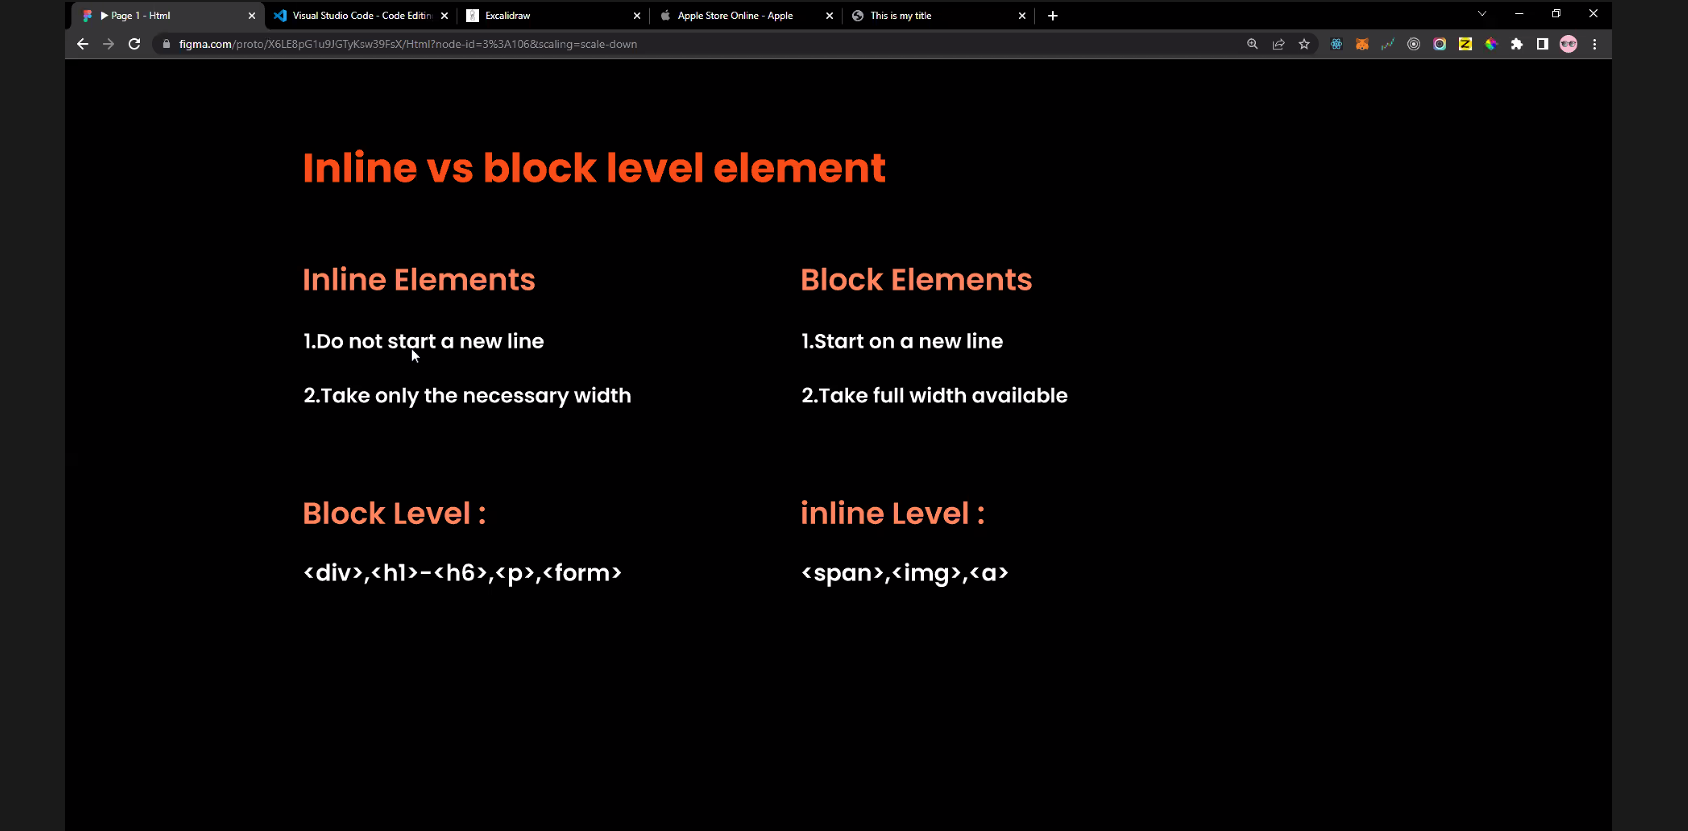 Page 1 - Html
Visual Studio Code - Code Editin
Excalidraw
Apple Store Online - Apple
This is my title
figma.com/proto/X6LE8pG1u9JGTyKsw39FsX/Html?node-id=3%3A106&scaling=scale-down
Inline vs block level element
Inline Elements
1.Do not start a new line
2.Take only the necessary width
Block Elements
1.Start on a new line
2.Take full width available
Block Level :
<div>,<h1>-<h6>,<p>,<form>
inline Level :
<span>,<img>,<a>